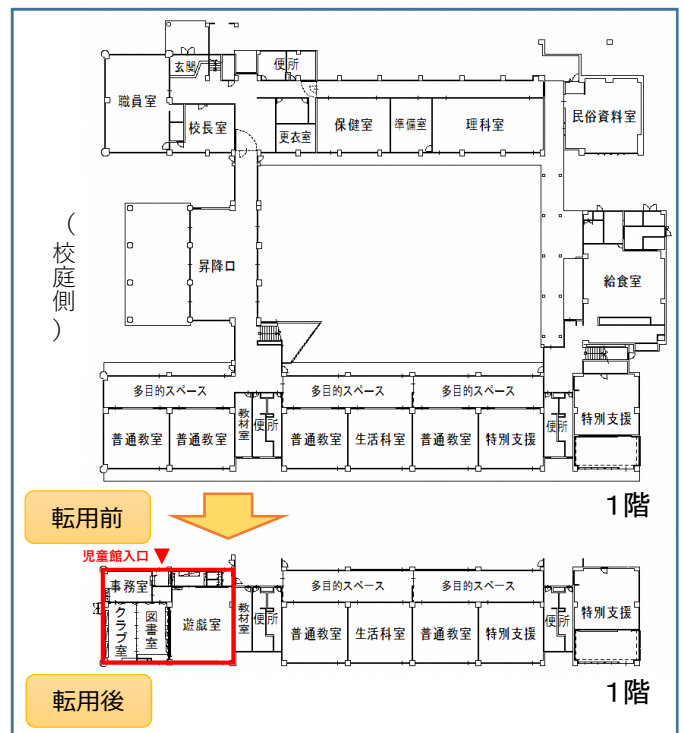 玄関
便所
職員室
校長室
更衣室
保健室
準備室
理科室
民俗資料室
（校庭側）
昇降口
給食室
多目的スペース
多目的スペース
多目的スペース
普通教室
普通教室
教材室
便所
普通教室
生活科室
普通教室
特別支援
便所
特別支援
1階
転用前
児童館入口
事務室
クラブ室
図書室
遊戯室
教材室
便所
多目的スペース
多目的スペース
普通教室
生活科室
普通教室
特別支援
便所
特別支援
1階
転用後